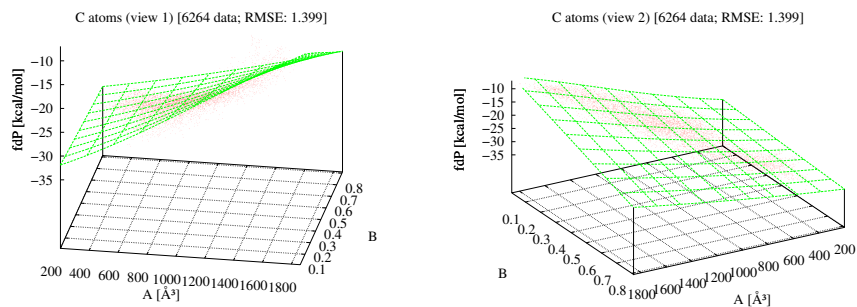 C atoms (view 1) [6264 data; RMSE: 1.399]
−10
−15
−20
−25
−30
−35
fdP [kcal/mol]
0.8
0.7
0.6
0.5
0.4
0.3
0.2
0.1
B
200 400 600 800 1000 1200 1400 1600 1800
A [Å³]
C atoms (view 2) [6264 data; RMSE: 1.399]
−10
−15
−20
−25
−30
−35
fdP [kcal/mol]
0.1
0.2
0.3
0.4
0.5
0.6
0.7
0.8
B
1800 1600 1400 1200 1000 800 600 400 200
A [Å³]